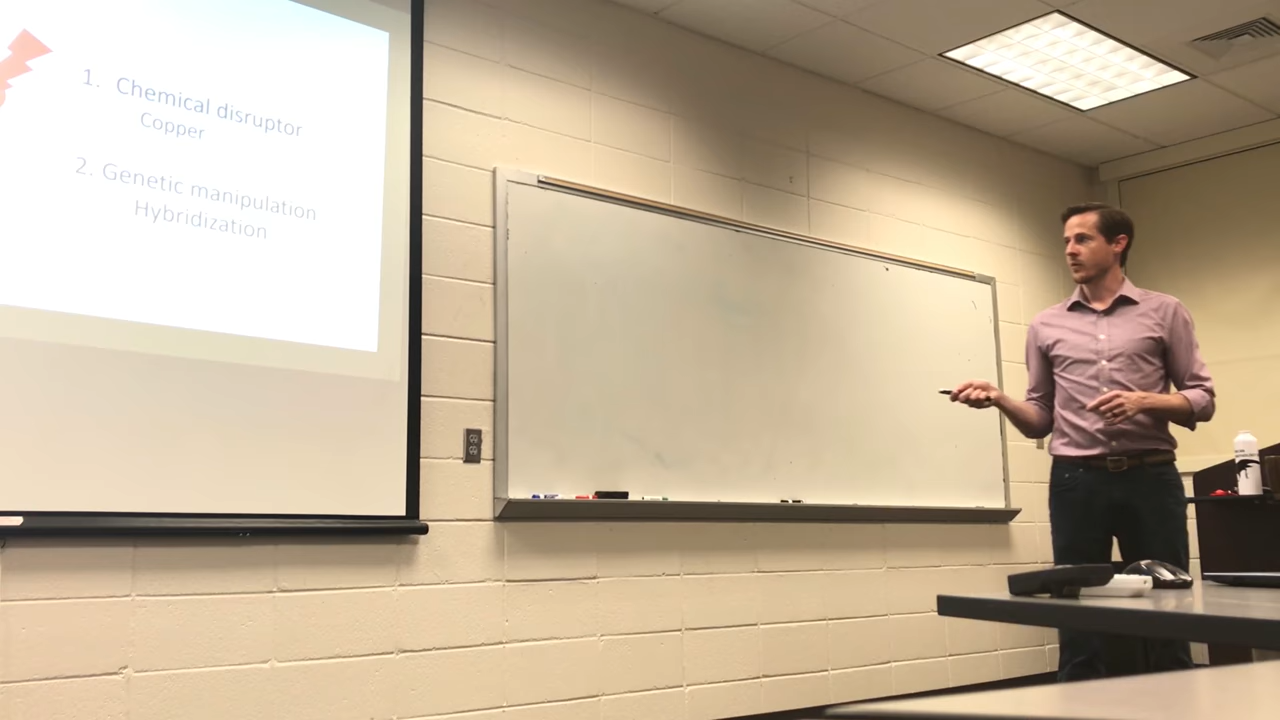 1. Chemical disruptor
Copper
2. Genetic manipulation
Hybridization